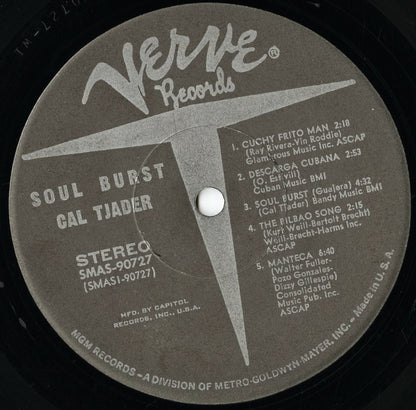 VERVE ®
Records
SOUL BURST
CAL TJADER
STEREO
SMAS-90727
(SMAS1-90727)
MFD. BY CAPITOL
RECORDS, INC., U.S.A.
1. CUCHY FRITO MAN 2:18
(Ray Rivera-Vin Roddie)
Glamorous Music Inc. ASCAP
2. DESCARGA CUBANA 2:53
(O. Estivill)
Cuban Music BMI
3. SOUL BURST (Guajera) 4:32
(Cal Tjader) Bandy Music BMI
4. THE BILBAO SONG 2:15
(Kurt Weill-Bertolt Brecht)
Weill-Brecht-Harms Inc.
ASCAP
5. MANTECA 6:40
(Walter Fuller-
Pozo Gonzales-
Dizzy Gillespie)
Consolidated
Music Pub. Inc.
ASCAP
MGM RECORDS — A DIVISION OF METRO-GOLDWYN-MAYER, INC. — Made in U.S.A.